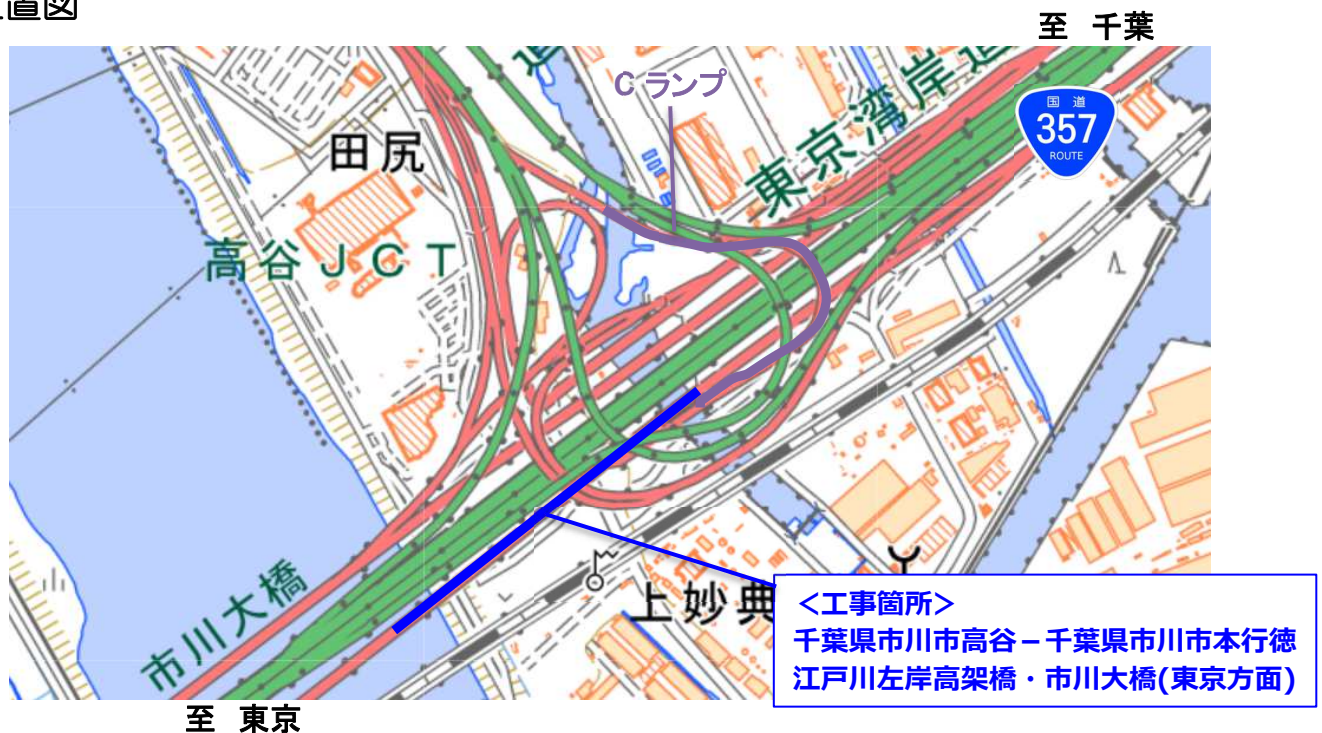 置図
至 千葉
Cランプ
東京湾岸道
国道
357
ROUTE
田尻
道
高谷JCT
市川大橋
上妙典
<工事箇所>
千葉県市川市高谷－千葉県市川市本行徳
江戸川左岸高架橋・市川大橋(東京方面)
至 東京